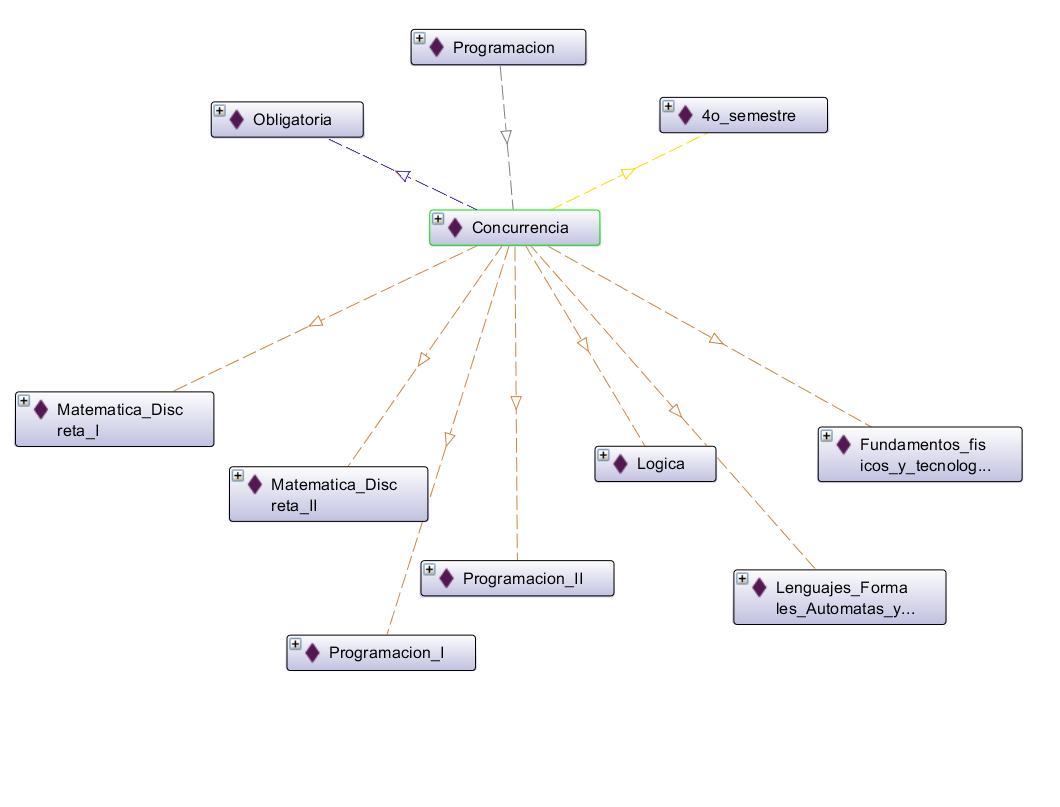 Programacion
Obligatoria
4o_semestre
Concurrencia
Matematica_Disc
reta_I
Matematica_Disc
reta_II
Logica
Fundamentos_fis
icos_y_tecnolog...
Programacion_II
Lenguajes_Forma
les_Automatas_y...
Programacion_I